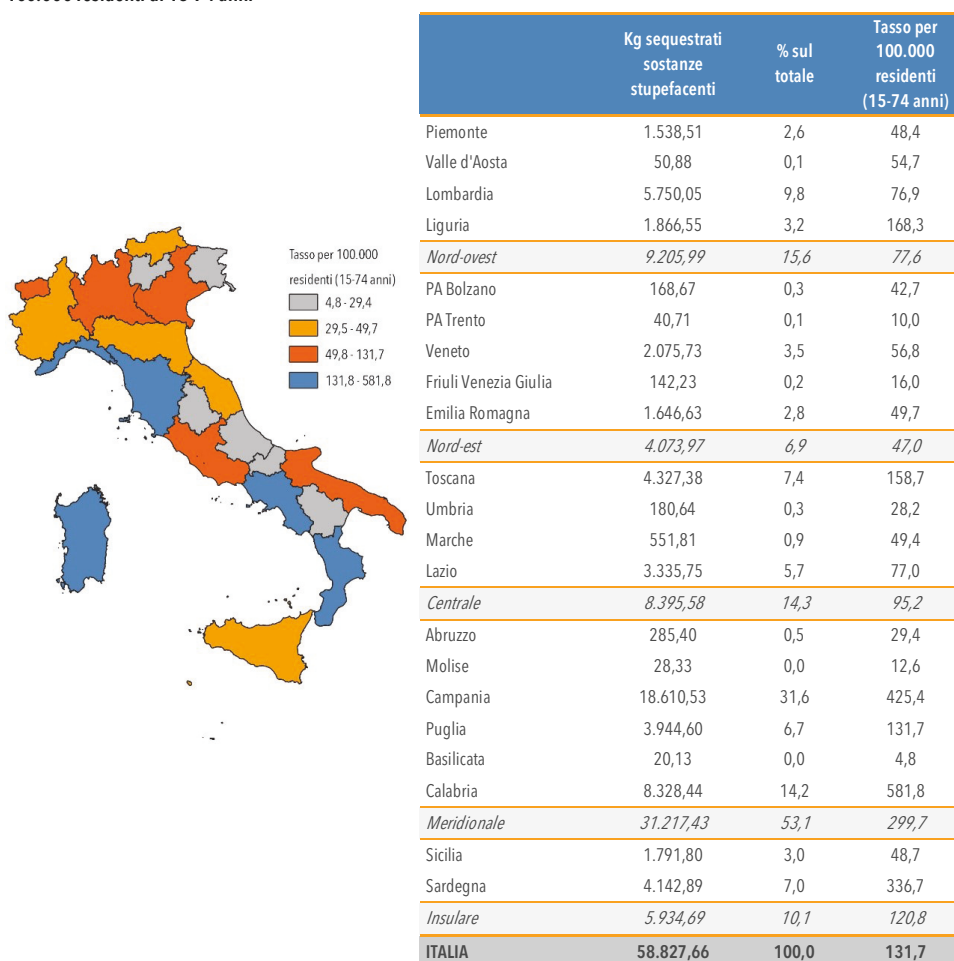 Tasso per 100.000
residenti (15-74 anni)
4,8 - 29,4
29,5 - 49,7
49,8 - 131,7
131,8 - 581,8
Kg sequestrati sostanze stupefacenti % sul totale Tasso per 100.000 residenti (15-74 anni)
Piemonte 1.538,51 2,6 48,4
Valle d'Aosta 50,88 0,1 54,7
Lombardia 5.750,05 9,8 76,9
Liguria 1.866,55 3,2 168,3
Nord-ovest 9.205,99 15,6 77,6
PA Bolzano 168,67 0,3 42,7
PA Trento 40,71 0,1 10,0
Veneto 2.075,73 3,5 56,8
Friuli Venezia Giulia 142,23 0,2 16,0
Emilia Romagna 1.646,63 2,8 49,7
Nord-est 4.073,97 6,9 47,0
Toscana 4.327,38 7,4 158,7
Umbria 180,64 0,3 28,2
Marche 551,81 0,9 49,4
Lazio 3.335,75 5,7 77,0
Centrale 8.395,58 14,3 95,2
Abruzzo 285,40 0,5 29,4
Molise 28,33 0,0 12,6
Campania 18.610,53 31,6 425,4
Puglia 3.944,60 6,7 131,7
Basilicata 20,13 0,0 4,8
Calabria 8.328,44 14,2 581,8
Meridionale 31.217,43 53,1 299,7
Sicilia 1.791,80 3,0 48,7
Sardegna 4.142,89 7,0 336,7
Insulare 5.934,69 10,1 120,8
ITALIA 58.827,66 100,0 131,7